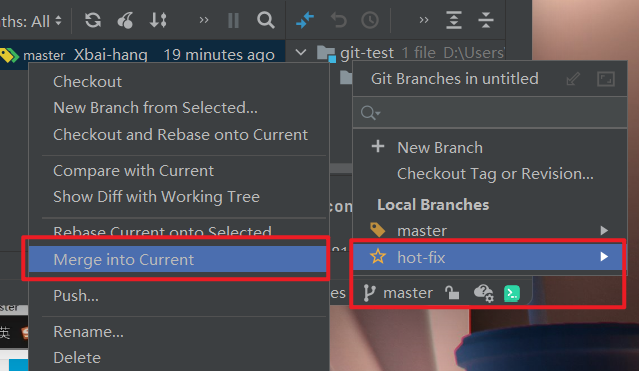 ths: All
master Xbai-hang 19 minutes ago
git-test 1 file D:\Users\
Checkout
New Branch from Selected...
Checkout and Rebase onto Current
Compare with Current
Show Diff with Working Tree
Rebase Current onto Selected
Merge into Current
Push...
Rename...
Delete
Git Branches in untitled
New Branch
Checkout Tag or Revision...
Local Branches
master
hot-fix
master
con
81
es
master
英